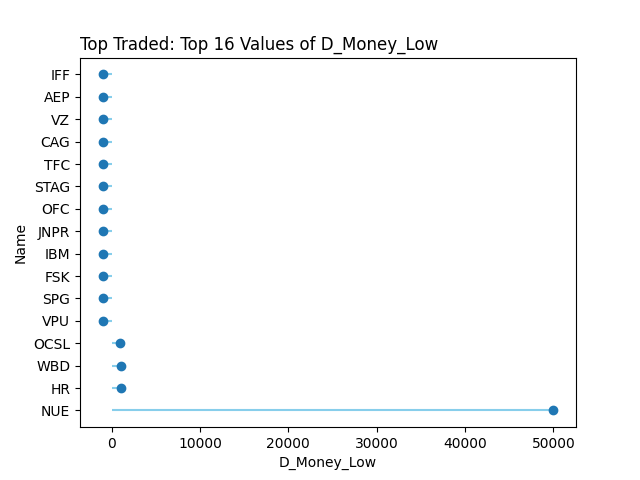 Top Traded: Top 16 Values of D_Money_Low
IFF
AEP
VZ
CAG
TFC
STAG
OFC
JNPR
IBM
FSK
SPG
VPU
OCSL
WBD
HR
NUE
Name
0 10000 20000 30000 40000 50000
D_Money_Low